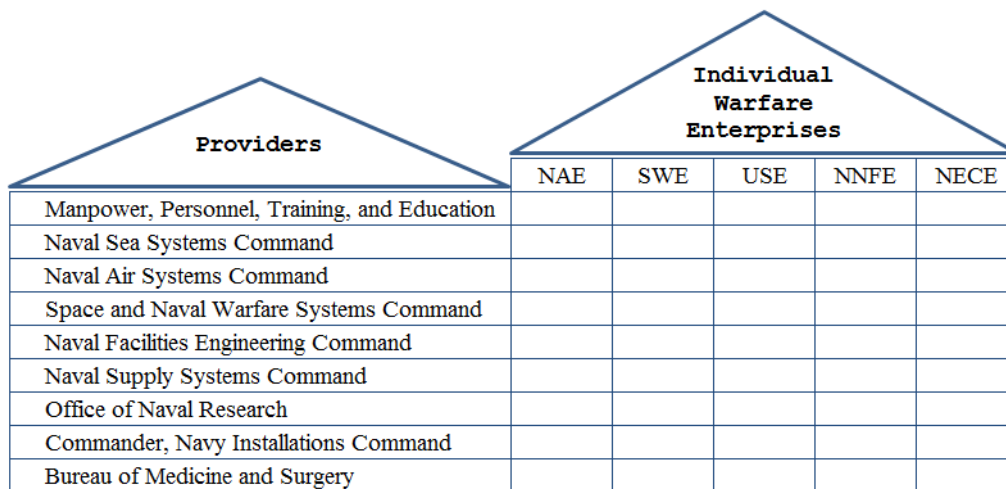 Individual
Warfare
Enterprises
Providers
NAE SWE USE NNFE NECE
Manpower, Personnel, Training, and Education
Naval Sea Systems Command
Naval Air Systems Command
Space and Naval Warfare Systems Command
Naval Facilities Engineering Command
Naval Supply Systems Command
Office of Naval Research
Commander, Navy Installations Command
Bureau of Medicine and Surgery